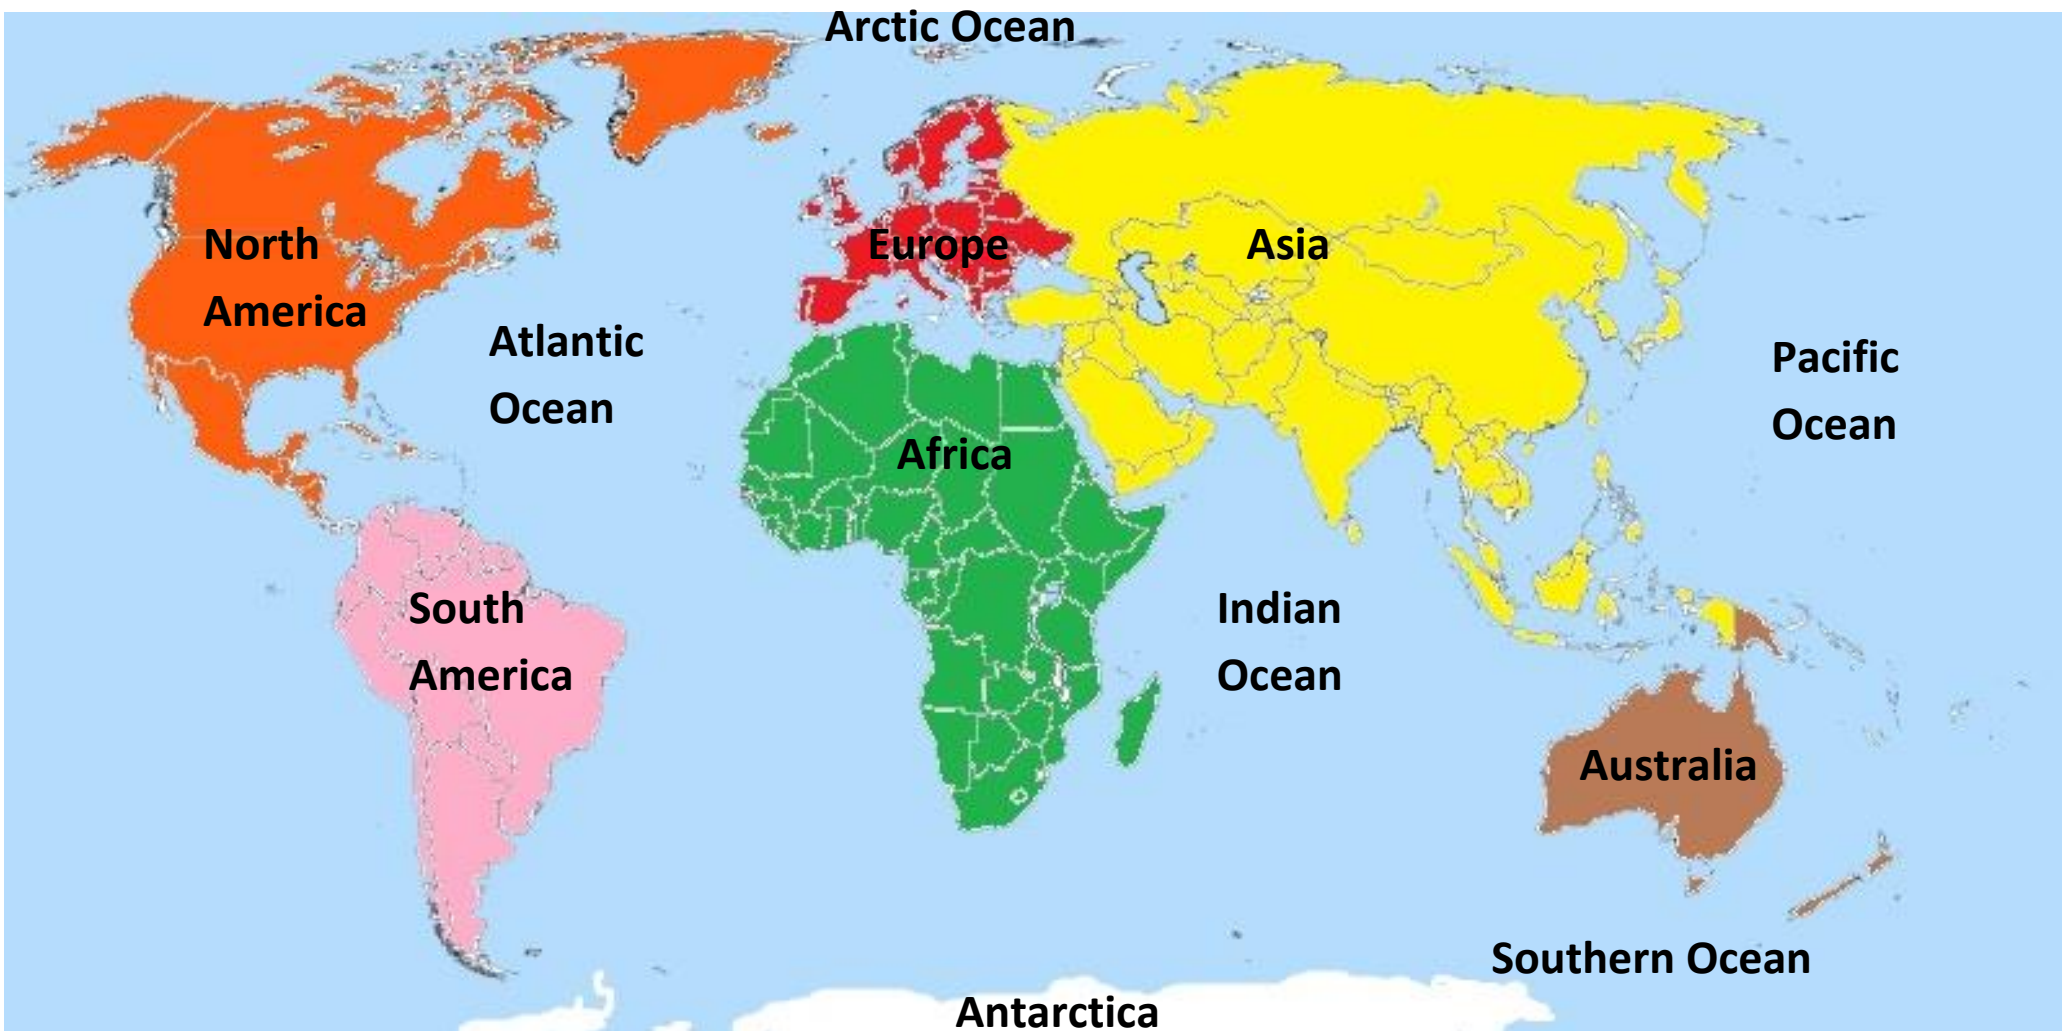 Arctic Ocean
North
America
Europe
Asia
Atlantic
Ocean
Pacific
Ocean
Africa
South
America
Indian
Ocean
Australia
Southern Ocean
Antarctica